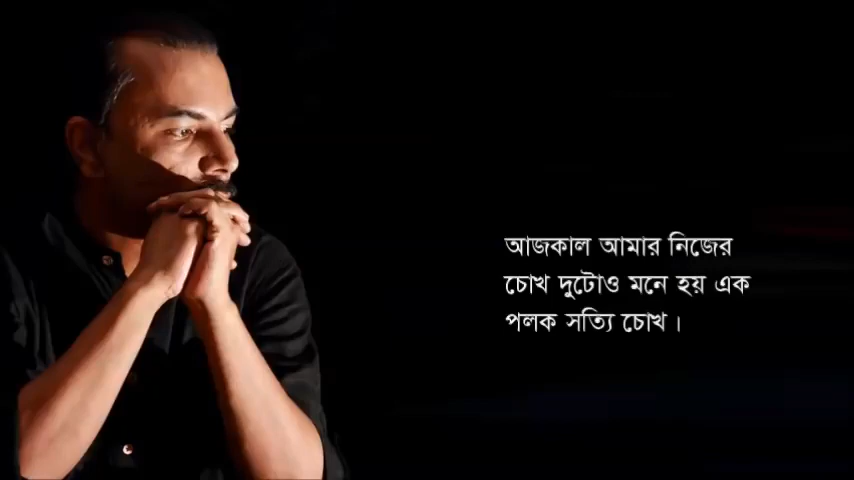 আজকাল আমার নিজের
চোখ দুটোও মনে হয় এক
পলক সত্যি চোখ।